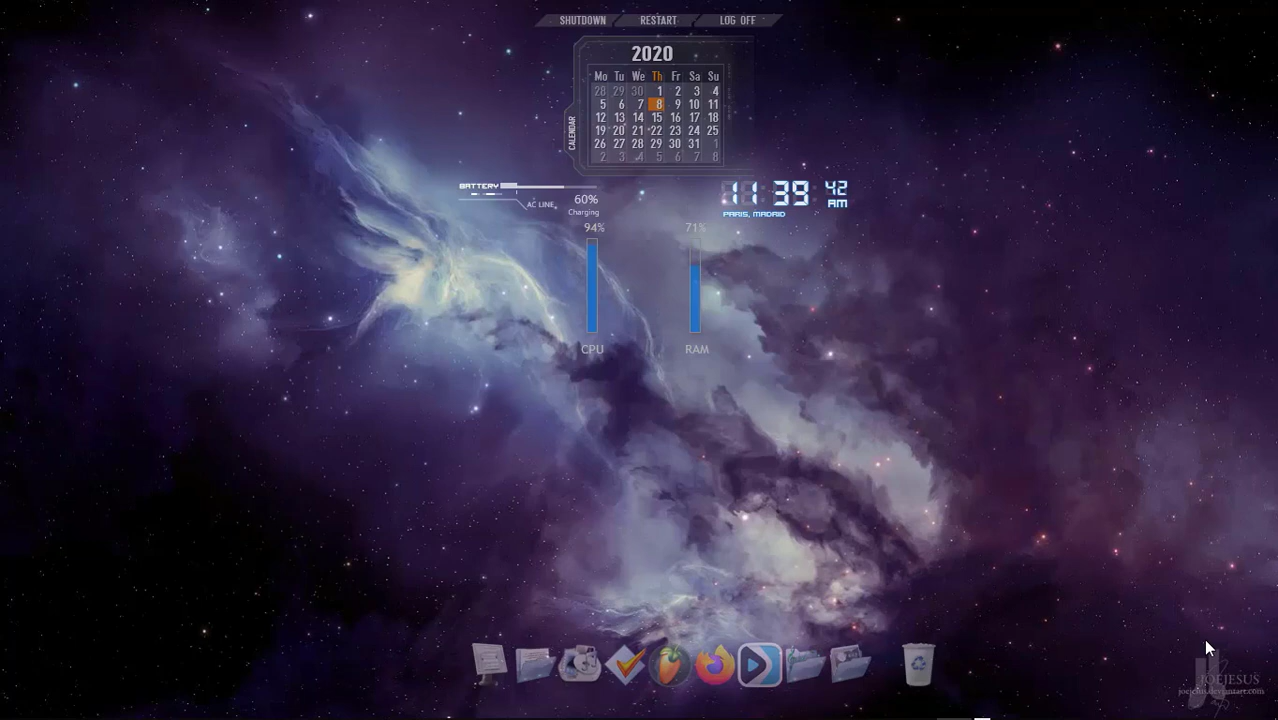 SHUTDOWN RESTART LOG OFF
2020
Mo Tu We Th Fr Sa Su
28 29 30 1 2 3 4
5 6 7 8 9 10 11
12 13 14 15 16 17 18
19 20 21 22 23 24 25
26 27 28 29 30 31 1
2 3 4 5 6 7 8
CALENDAR
BATTERY
AC LINE
60%
Charging
11 39 42
AM
PARIS, MADRID
94% 71%
CPU RAM
JOEJESUS
joejesus.deviantart.com